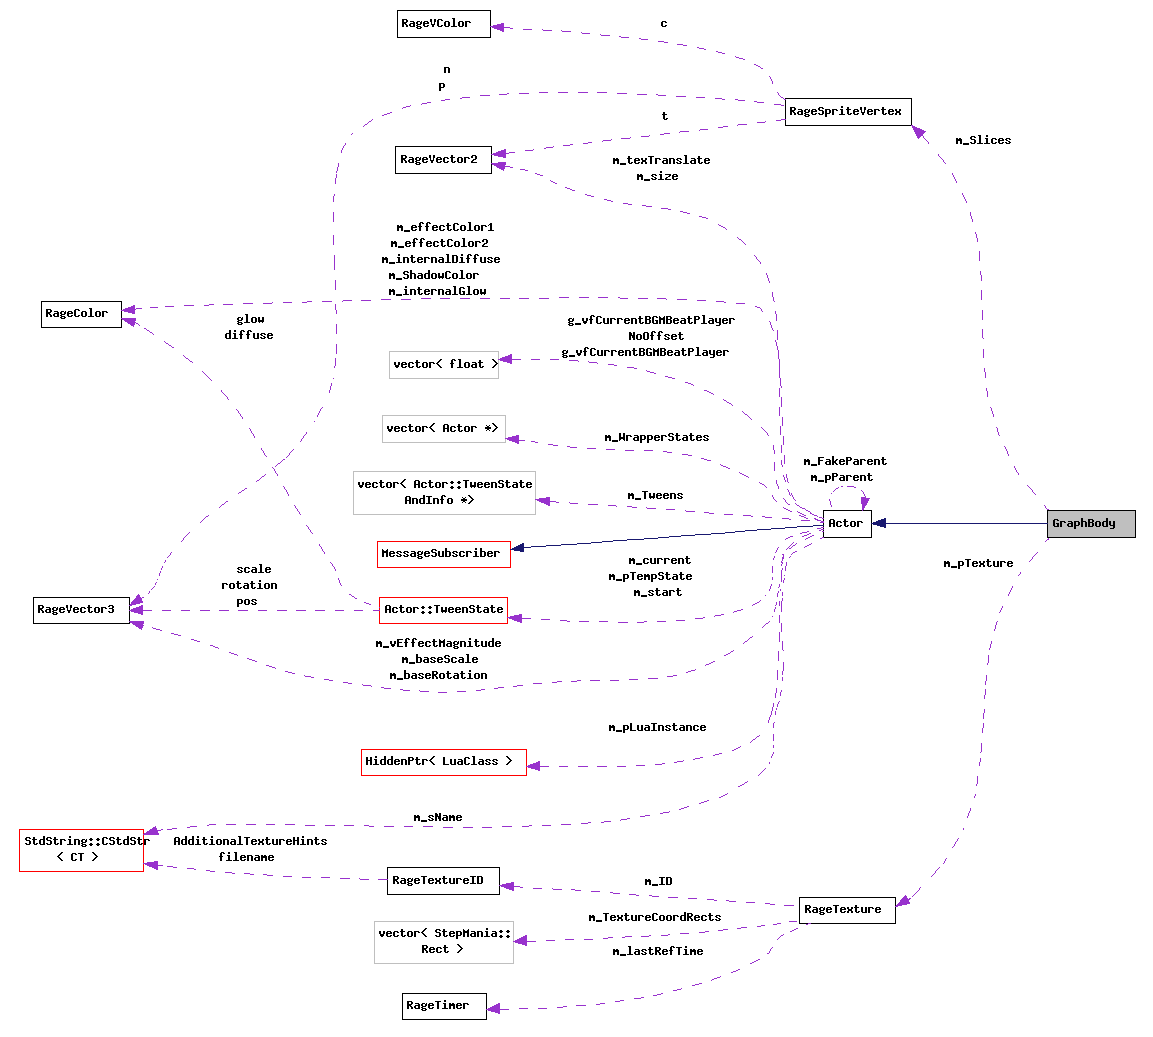 RageVColor
c
n
p
RageSpriteVertex
t
m_Slices
RageVector2
m_texTranslate
m_size
m_effectColor1
m_effectColor2
m_internalDiffuse
m_ShadowColor
m_internalGlow
RageColor
glow
diffuse
g_vfCurrentBGMBeatPlayer
NoOffset
g_vfCurrentBGMBeatPlayer
vector< float >
vector< Actor *>
m_WrapperStates
m_FakeParent
m_pParent
vector< Actor::TweenState
AndInfo *>
m_Tweens
Actor
GraphBody
MessageSubscriber
m_current
m_pTempState
m_start
m_pTexture
scale
rotation
pos
RageVector3
Actor::TweenState
m_vEffectMagnitude
m_baseScale
m_baseRotation
m_pLuaInstance
HiddenPtr< LuaClass >
m_sName
StdString::CStdStr
< CT >
AdditionalTextureHints
filename
RageTextureID
m_ID
RageTexture
m_TextureCoordRects
vector< StepMania::
Rect >
m_lastRefTime
RageTimer